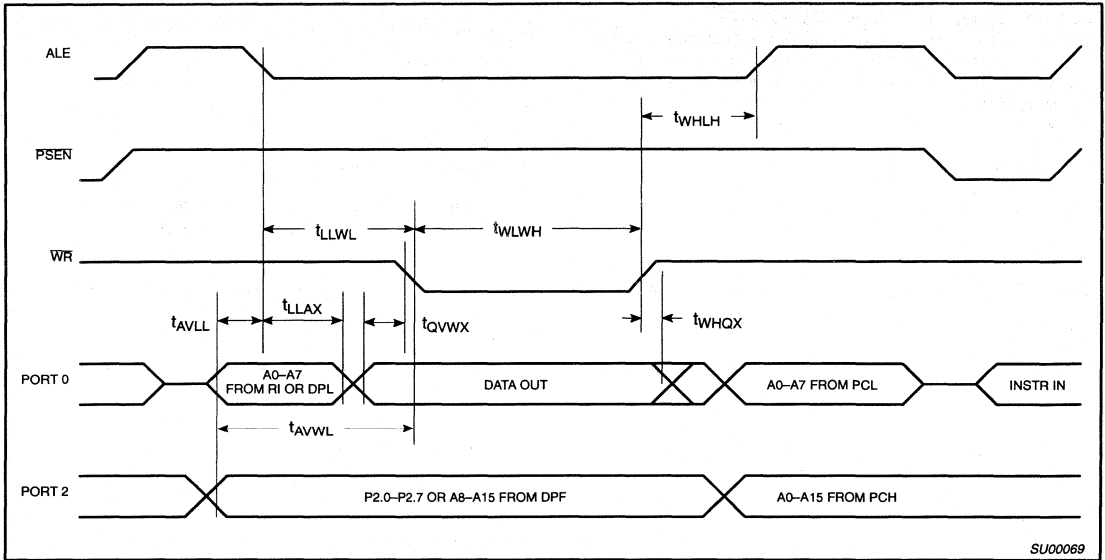 ALE
tWHLH
PSEN
tLLWL
tWLWH
WR
tAVLL
tLLAX
tQVWX
tWHQX
PORT 0
A0–A7
FROM RI OR DPL
DATA OUT
A0–A7 FROM PCL
INSTR IN
tAVWL
PORT 2
P2.0–P2.7 OR A8–A15 FROM DPF
A0–A15 FROM PCH
SU00069